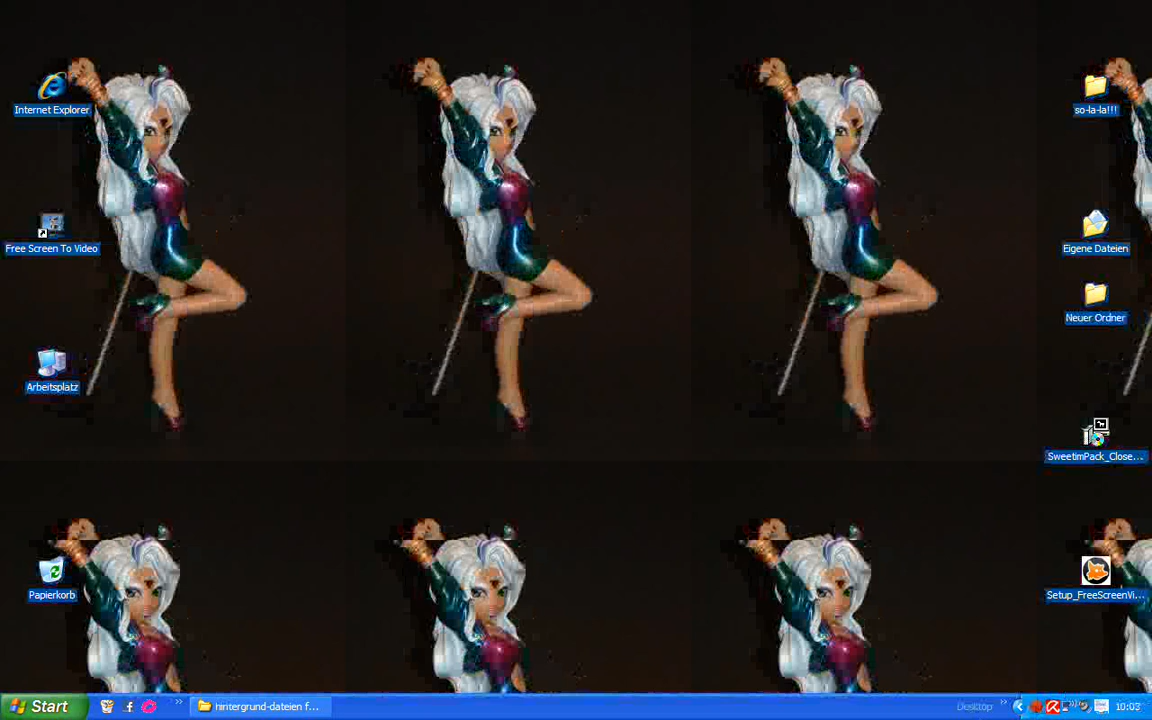 Internet Explorer
so-la-la!!!
Free Screen To Video
Eigene Dateien
Neuer Ordner
Arbeitsplatz
SweetimPack_Close...
Papierkorb
Setup_FreeScreenVi...
Start
hintergrund-dateien f...
Desktop
10:03